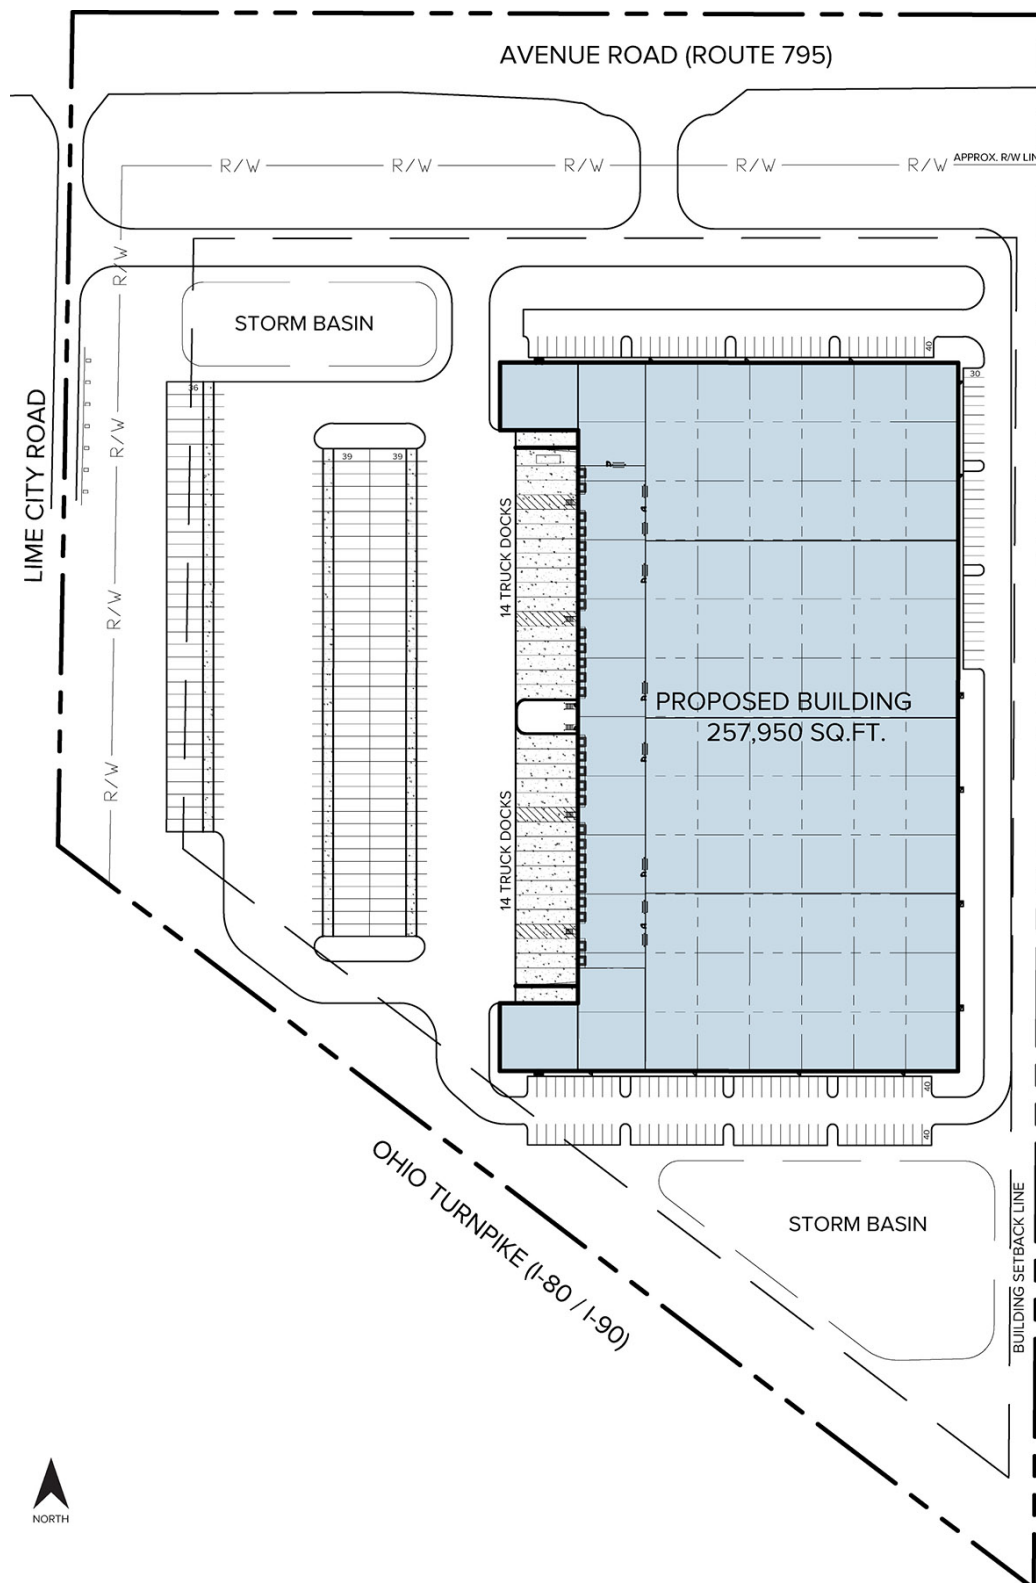 AVENUE ROAD (ROUTE 795)
R/W
R/W
R/W
R/W
R/W
APPROX. R/W LIN
R/W
STORM BASIN
40
30
36
LIME CITY ROAD
R/W
39
39
14 TRUCK DOCKS
R/W
PROPOSED BUILDING
257,950 SQ.FT.
R/W
14 TRUCK DOCKS
40
40
OHIO TURNPIKE (I-80 / I-90)
STORM BASIN
BUILDING SETBACK LINE
NORTH